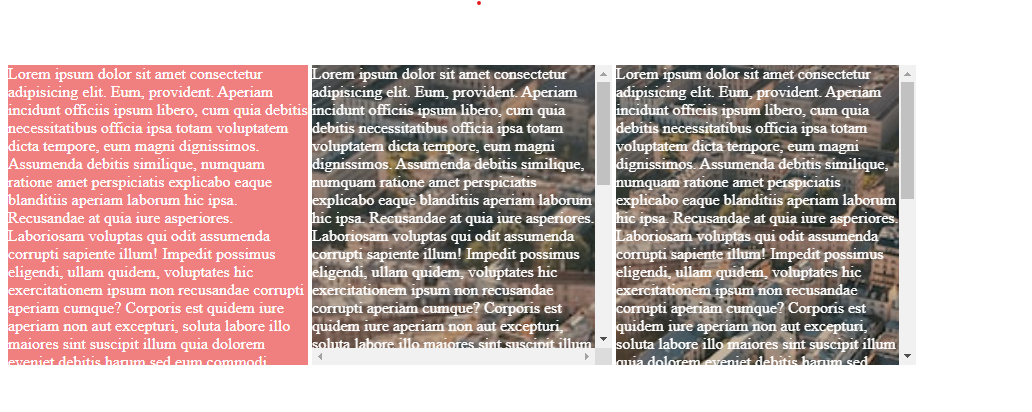 Lorem ipsum dolor sit amet consectetur
adipisicing elit. Eum, provident. Aperiam
incidunt officiis ipsum libero, cum quia debitis
necessitatibus officia ipsa totam voluptatem
dicta tempore, eum magni dignissimos.
Assumenda debitis similique, numquam
ratione amet perspiciatis explicabo eaque
blanditiis aperiam laborum hic ipsa.
Recusandae at quia iure asperiores.
Laboriosam voluptas qui odit assumenda
corrupti sapiente illum! Impedit possimus
eligendi, ullam quidem, voluptates hic
exercitationem ipsum non recusandae corrupti
aperiam cumque? Corporis est quidem iure
aperiam non aut excepturi, soluta labore illo
maiores sint suscipit illum quia dolorem
eveniet debitis harum sed eum commodi
Lorem ipsum dolor sit amet consectetur
adipisicing elit. Eum, provident. Aperiam
incidunt officiis ipsum libero, cum quia
debitis necessitatibus officia ipsa totam
voluptatem dicta tempore, eum magni
dignissimos. Assumenda debitis similique,
numquam ratione amet perspiciatis
explicabo eaque blanditiis aperiam laborum
hic ipsa. Recusandae at quia iure asperiores.
Laboriosam voluptas qui odit assumenda
corrupti sapiente illum! Impedit possimus
eligendi, ullam quidem, voluptates hic
exercitationem ipsum non recusandae
corrupti aperiam cumque? Corporis est
quidem iure aperiam non aut excepturi,
soluta labore illo maiores sint suscipit illum
Lorem ipsum dolor sit amet consectetur
adipisicing elit. Eum, provident. Aperiam
incidunt officiis ipsum libero, cum quia
debitis necessitatibus officia ipsa totam
voluptatem dicta tempore, eum magni
dignissimos. Assumenda debitis similique,
numquam ratione amet perspiciatis
explicabo eaque blanditiis aperiam laborum
hic ipsa. Recusandae at quia iure asperiores.
Laboriosam voluptas qui odit assumenda
corrupti sapiente illum! Impedit possimus
eligendi, ullam quidem, voluptates hic
exercitationem ipsum non recusandae
corrupti aperiam cumque? Corporis est
quidem iure aperiam non aut excepturi,
soluta labore illo maiores sint suscipit illum
quia dolorem eveniet debitis harum sed